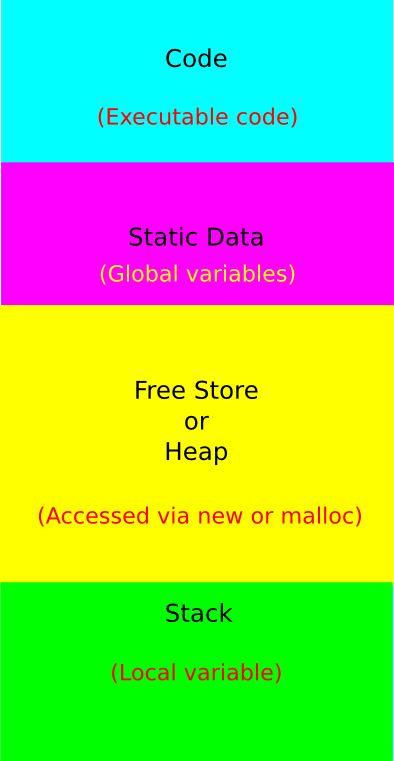 Code
(Executable code)
Static Data
(Global variables)
Free Store
or
Heap
(Accessed via new or malloc)
Stack
(Local variable)